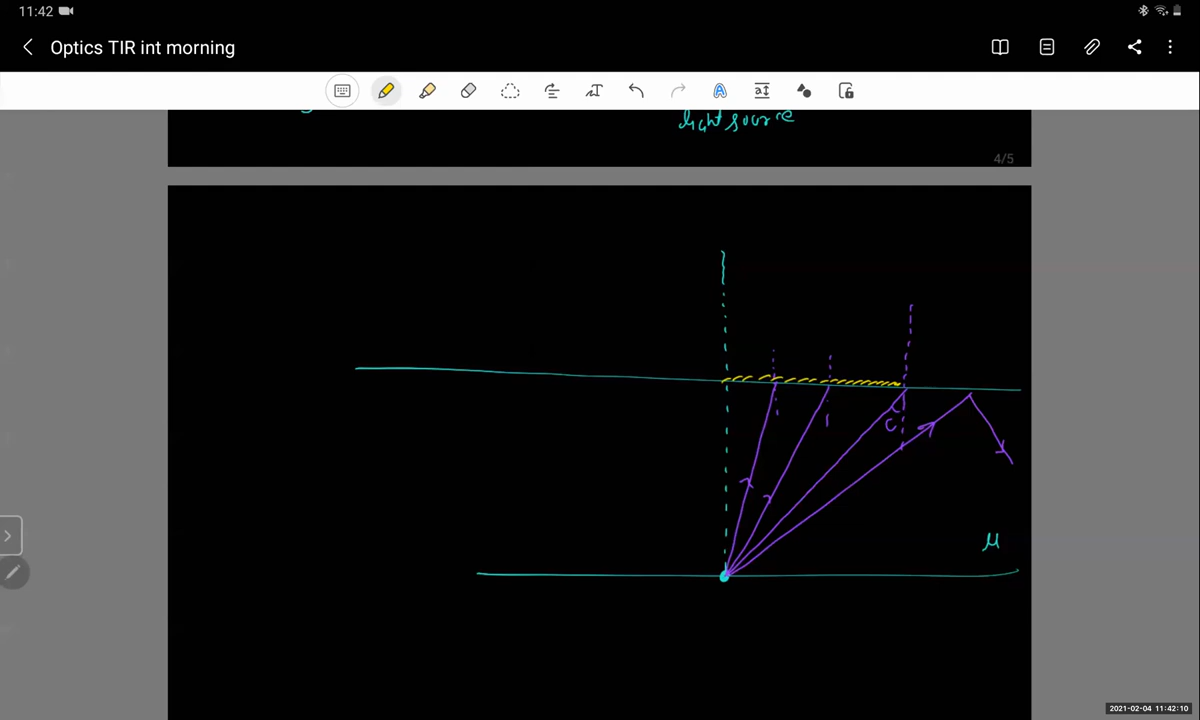 11:42
Optics TIR int morning
light source
4/5
c
μ
2021-02-04 11:42:10